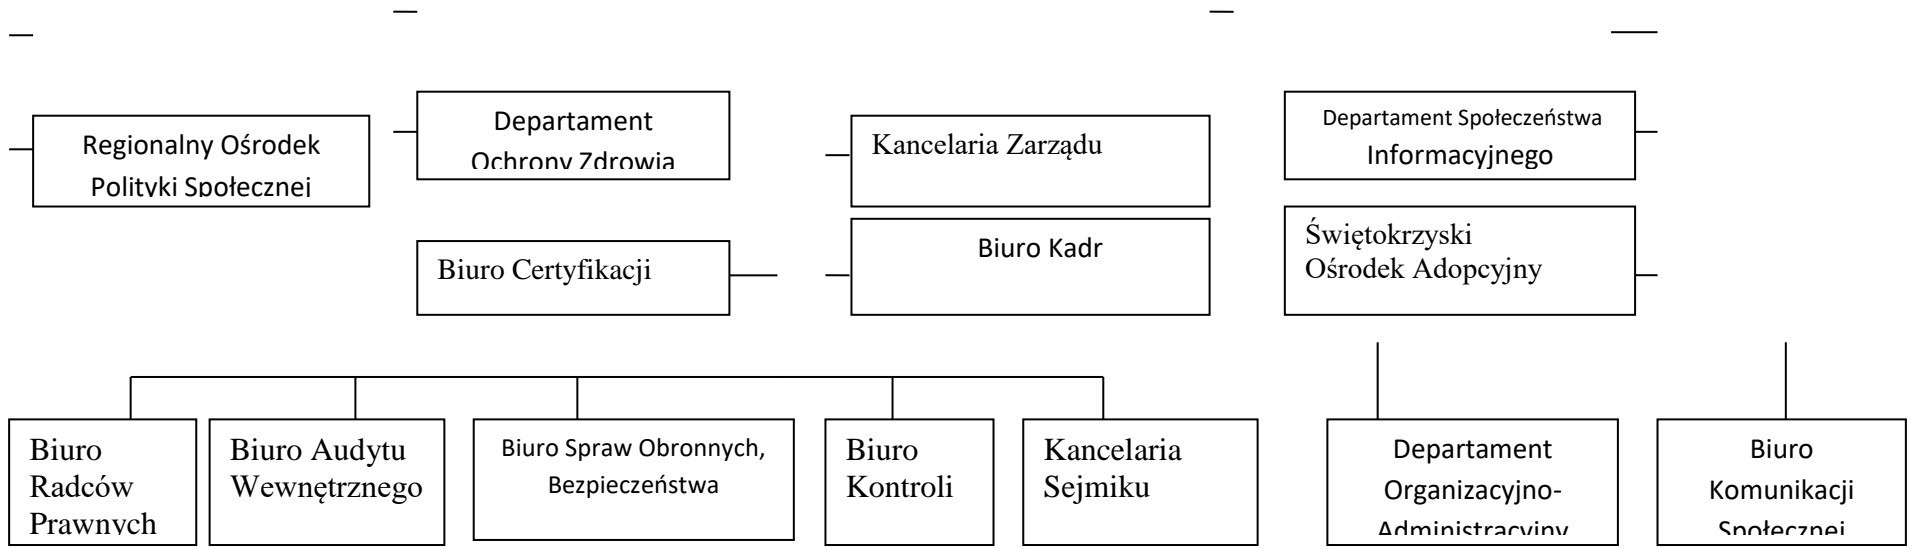 Regionalny Ośrodek
Polityki Społecznej
Departament
Ochrony Zdrowia
Kancelaria Zarządu
Departament Społeczeństwa
Informacyjnego
Biuro Certyfikacji
Biuro Kadr
Świętokrzyski
Ośrodek Adopcyjny
Biuro
Radców
Prawnych
Biuro Audytu
Wewnętrznego
Biuro Spraw Obronnych,
Bezpieczeństwa
Biuro
Kontroli
Kancelaria
Sejmiku
Departament
Organizacyjno-
Administracyjny
Biuro
Komunikacji
Społecznej